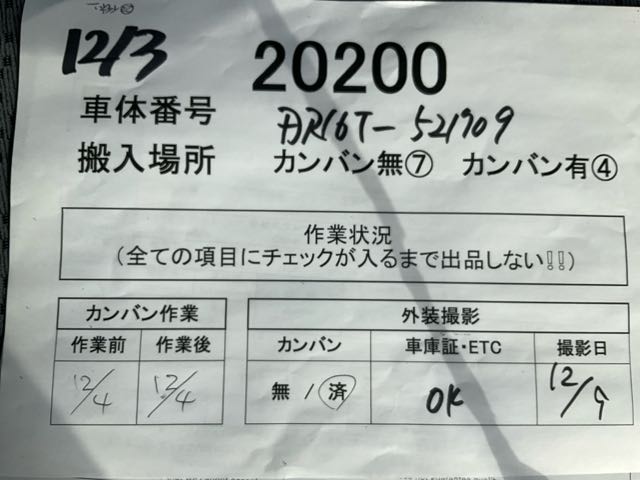 12/3
20200
車体番号 DR16T-521709
搬入場所 カンバン無⑦ カンバン有④
作業状況
(全ての項目にチェックが入るまで出品しない!!)
カンバン作業 外装撮影
作業前 作業後 カンバン 車庫証・ETC 撮影日
12/4 12/4 無 / 済 OK 12/9